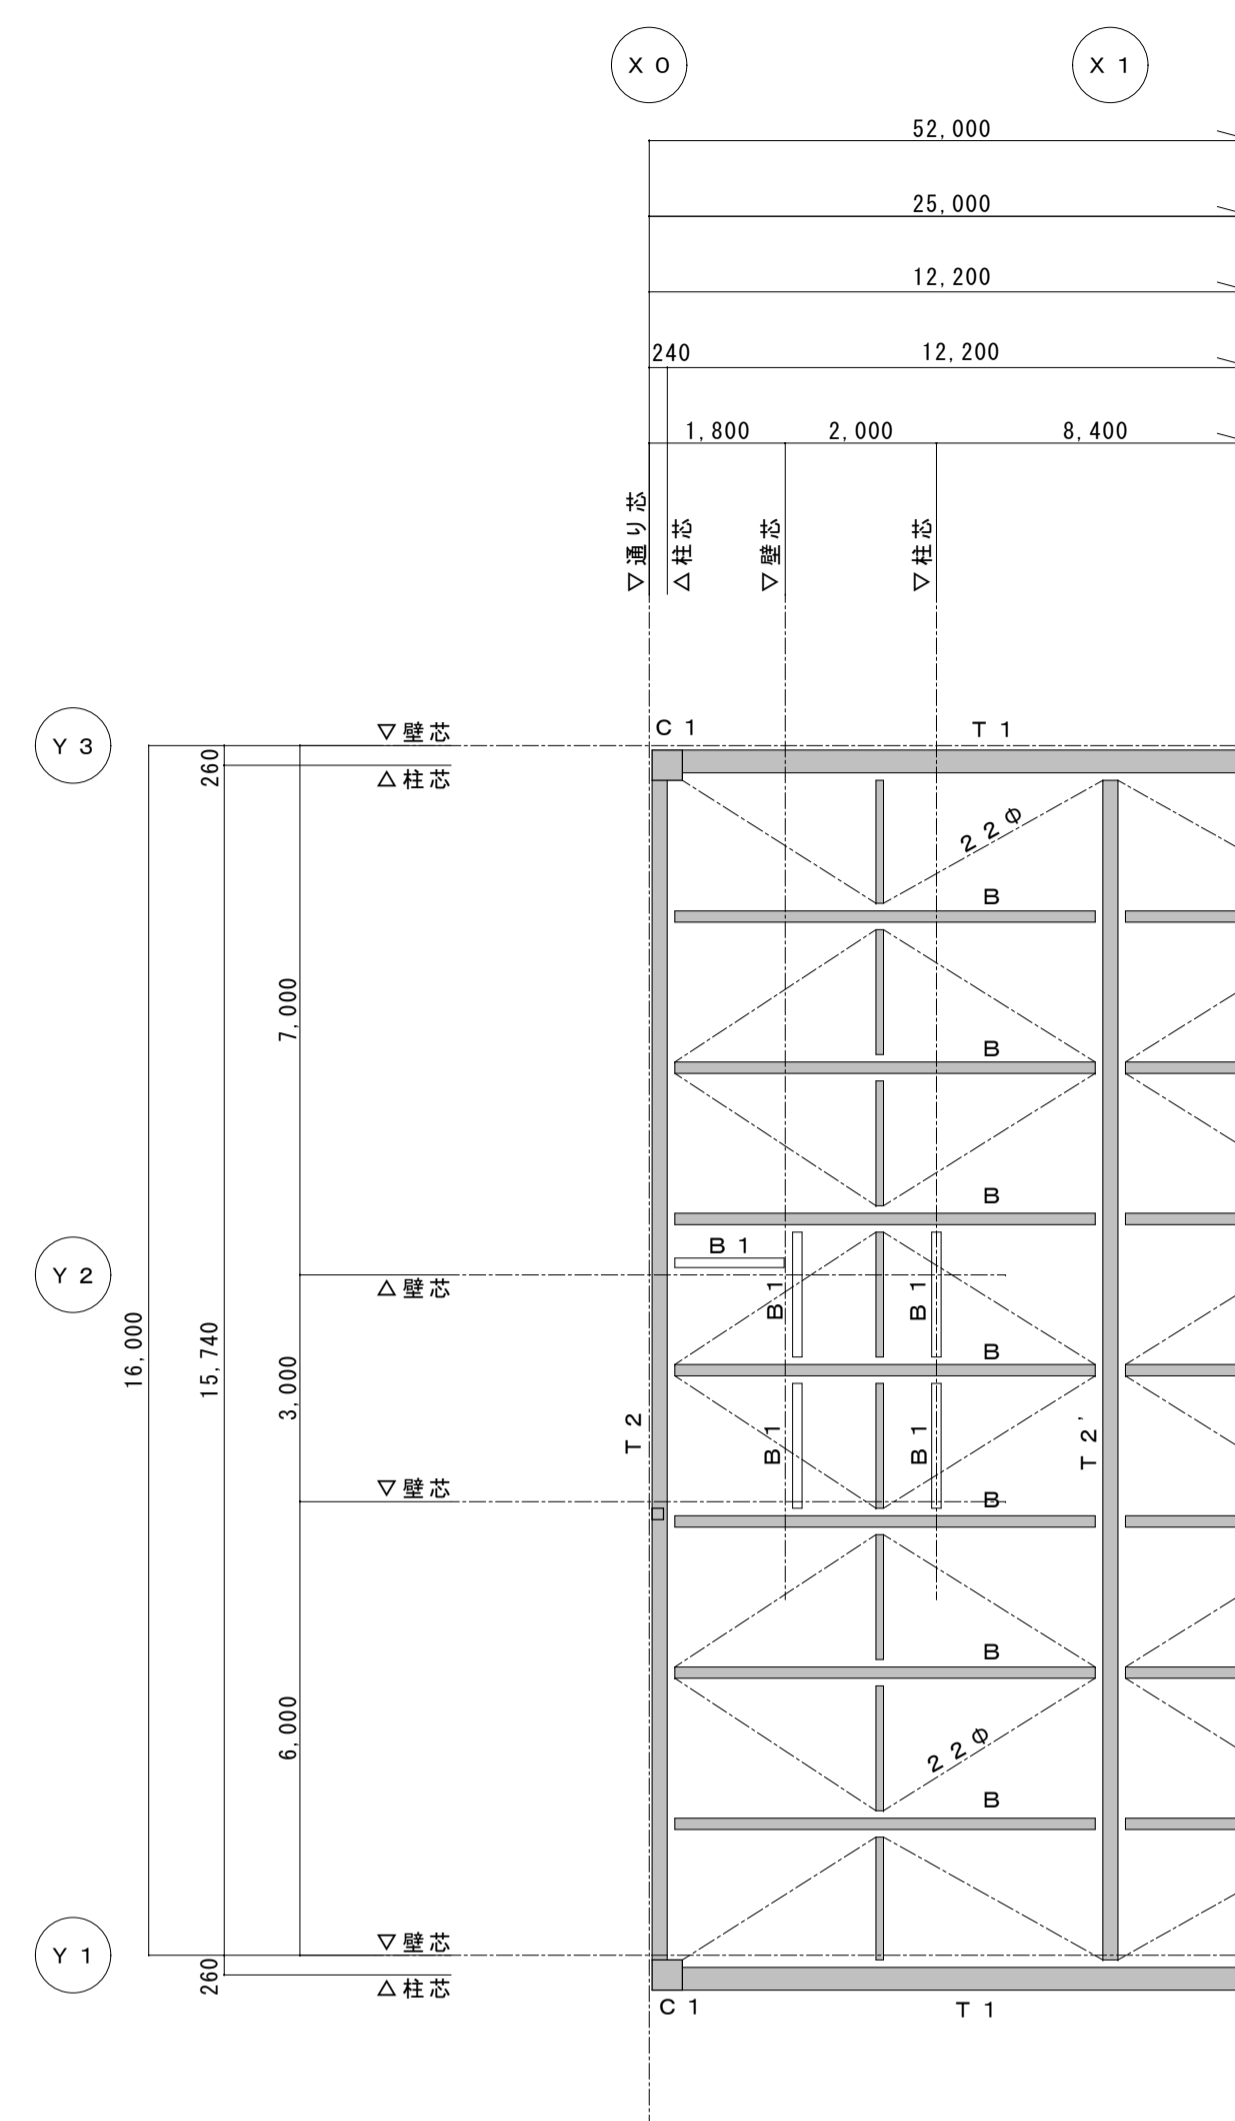 X0
X1
52,000
25,000
12,200
240
12,200
1,800
2,000
8,400
▽通り芯
△柱芯
▽壁芯
▽柱芯
Y3
260
▽壁芯
△柱芯
C1
T1
22Φ
B
7,000
B
B
B1
Y2
△壁芯
B1
B1
16,000
15,740
3,000
B
T2
B1
B1
T2'
▽壁芯
B
B
6,000
22Φ
B
Y1
▽壁芯
260
△柱芯
C1
T1